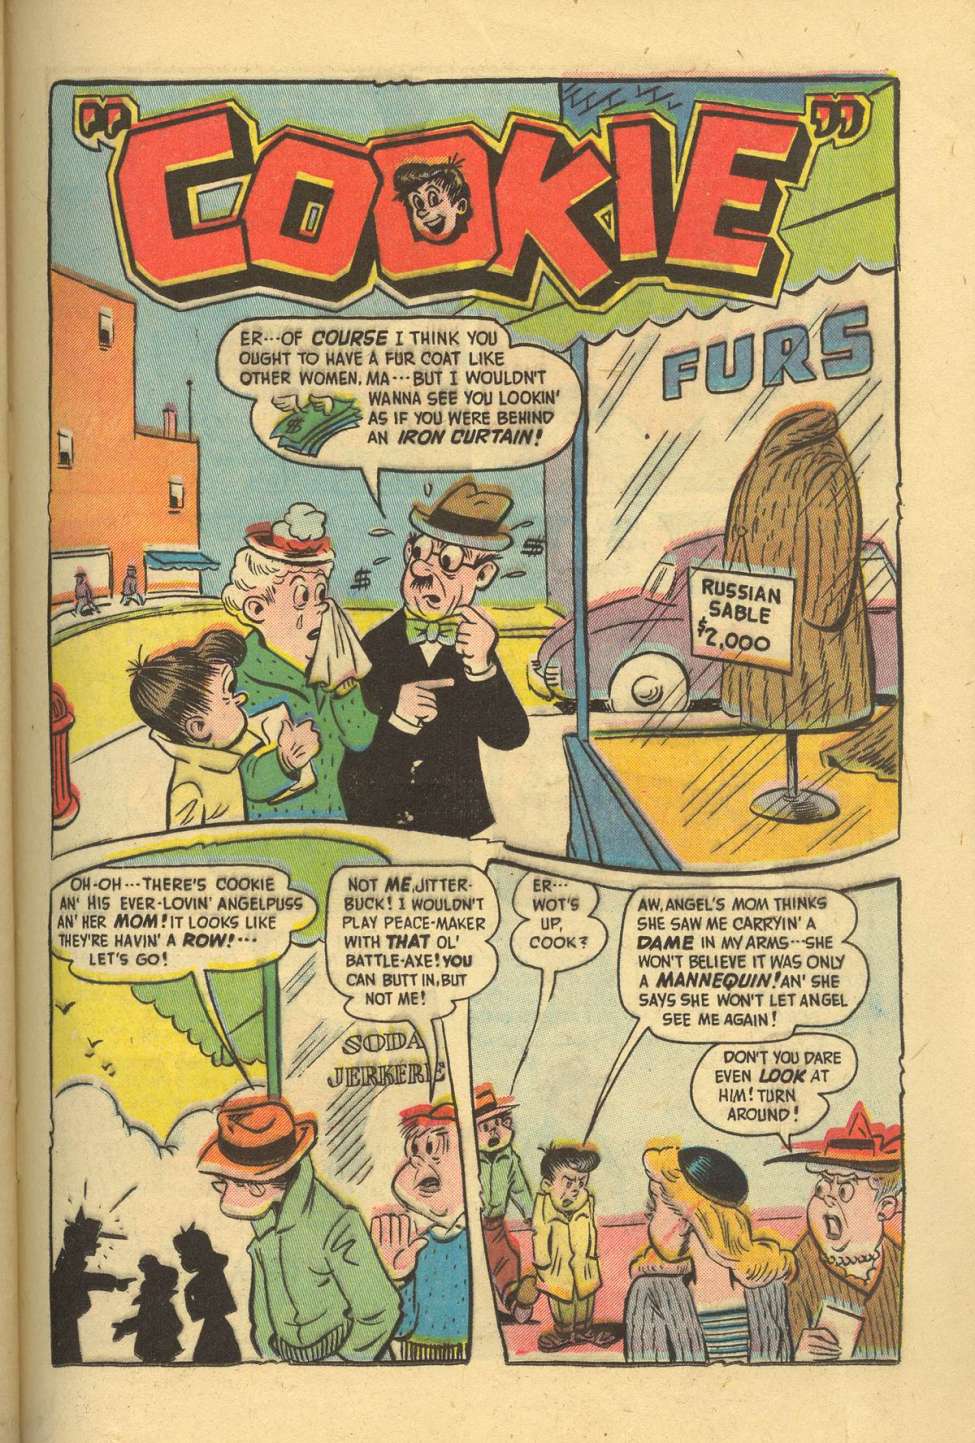 "COOKIE"
ER---OF COURSE I THINK YOU
OUGHT TO HAVE A FUR COAT LIKE
OTHER WOMEN, MA---BUT I WOULDN'T
WANNA SEE YOU LOOKIN'
AS IF YOU WERE BEHIND
AN IRON CURTAIN!
$
$
$
FURS
RUSSIAN
SABLE
$2,000
OH-OH---THERE'S COOKIE
AN' HIS EVER-LOVIN' ANGELPUSS
AN' HER MOM! IT LOOKS LIKE
THEY'RE HAVIN' A ROW!---
LET'S GO!
NOT ME, JITTER-
BUCK! I WOULDN'T
PLAY PEACE-MAKER
WITH THAT OL'
BATTLE-AXE! YOU
CAN BUTT IN, BUT
NOT ME!
SODA
JERKERIE
ER---
WOT'S
UP,
COOK?
AW, ANGEL'S MOM THINKS
SHE SAW ME CARRYIN' A
DAME IN MY ARMS---SHE
WON'T BELIEVE IT WAS ONLY
A MANNEQUIN! AN' SHE
SAYS SHE WON'T LET ANGEL
SEE ME AGAIN!
DON'T YOU DARE
EVEN LOOK AT
HIM! TURN
AROUND!